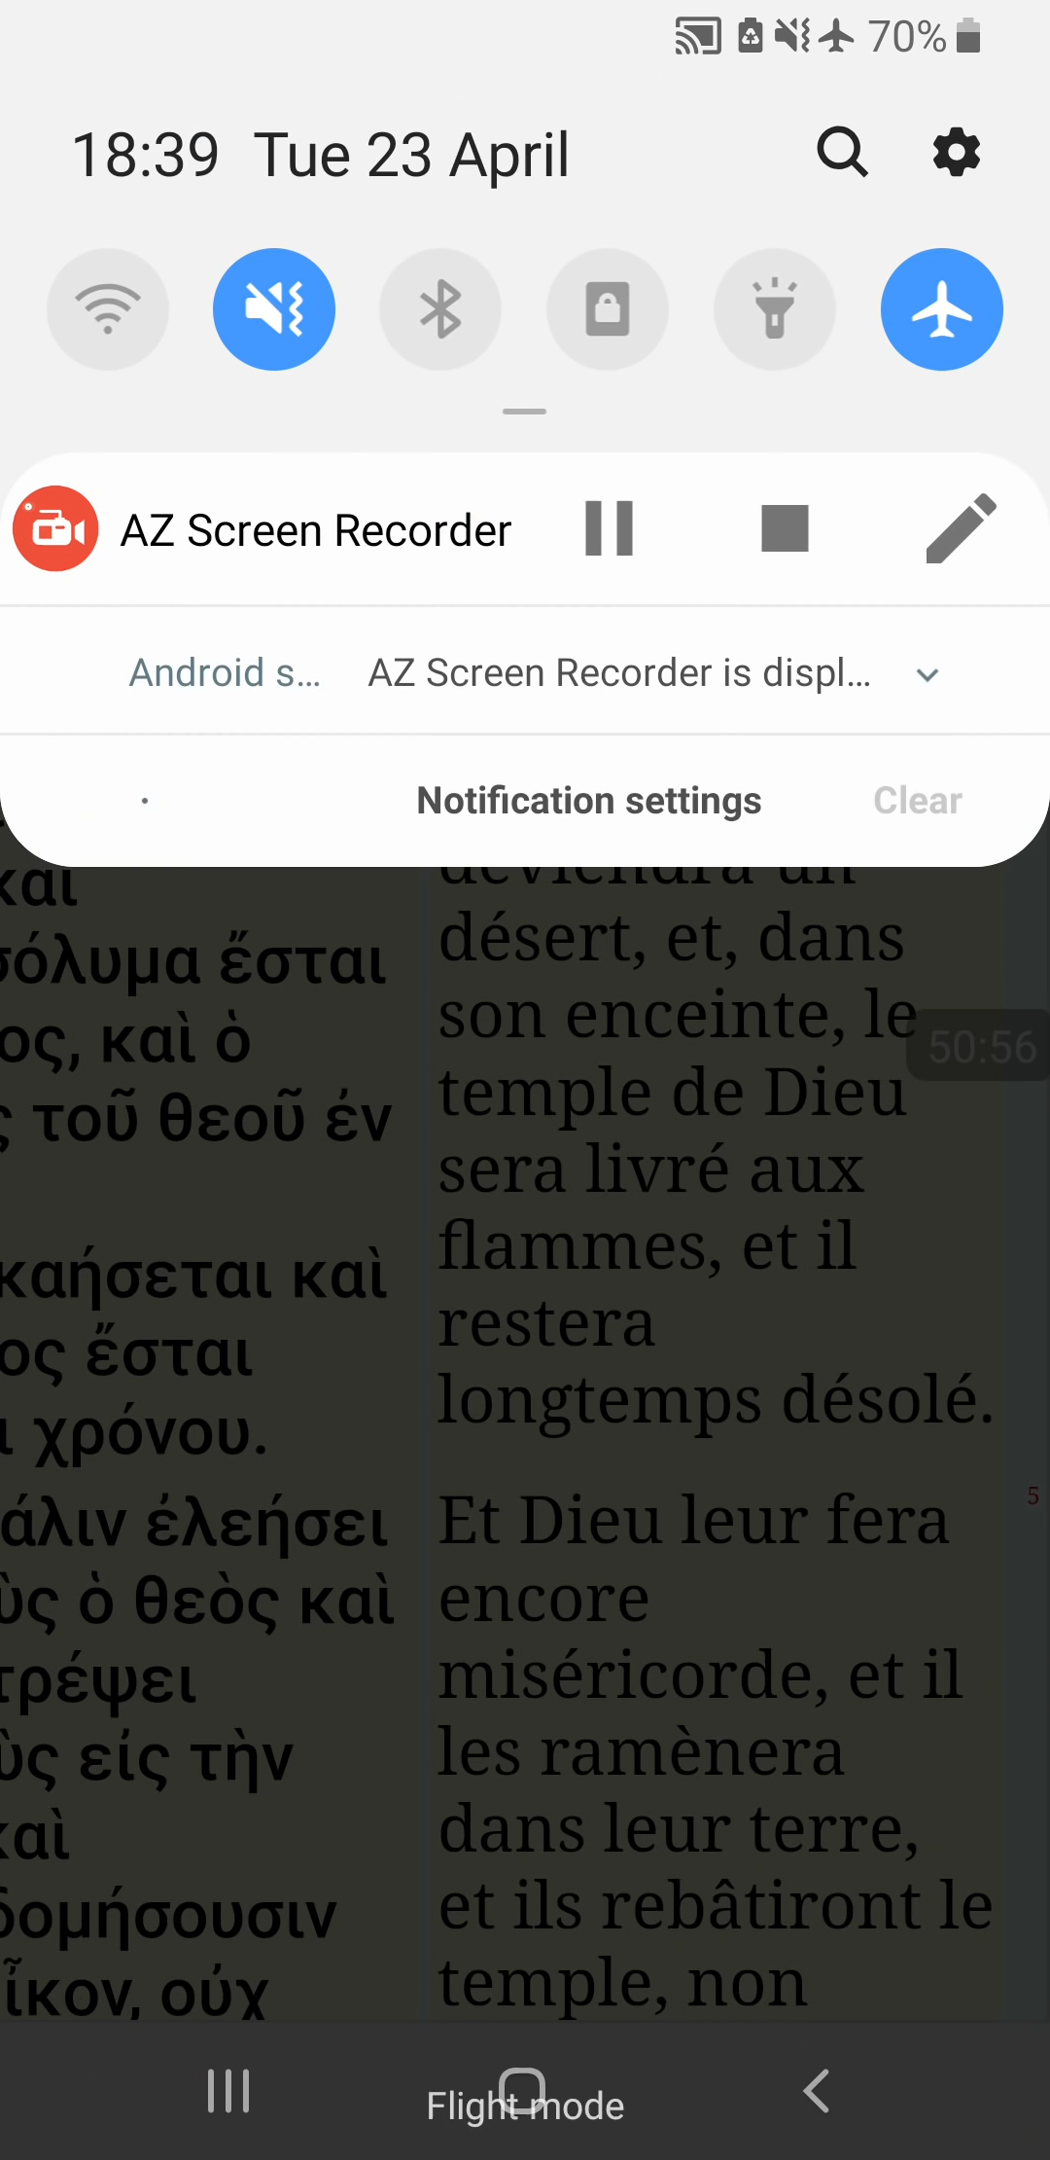 70%
18:39 Tue 23 April
AZ Screen Recorder
Android s... AZ Screen Recorder is displ...
Notification settings Clear
καὶ
σόλυμα ἔσται
ος, καὶ ὁ
ς τοῦ θεοῦ ἐν
καήσεται καὶ
ος ἔσται
ι χρόνου.
άλιν ἐλεήσει
ὺς ὁ θεὸς καὶ
τρέψει
ὺς εἰς τὴν
καὶ
δομήσουσιν
ἶκον, οὐχ
deviendra un
désert, et, dans
son enceinte, le
temple de Dieu
sera livré aux
flammes, et il
restera
longtemps désolé.
5
Et Dieu leur fera
encore
miséricorde, et il
les ramènera
dans leur terre,
et ils rebâtiront le
temple, non
50:56
Flight mode